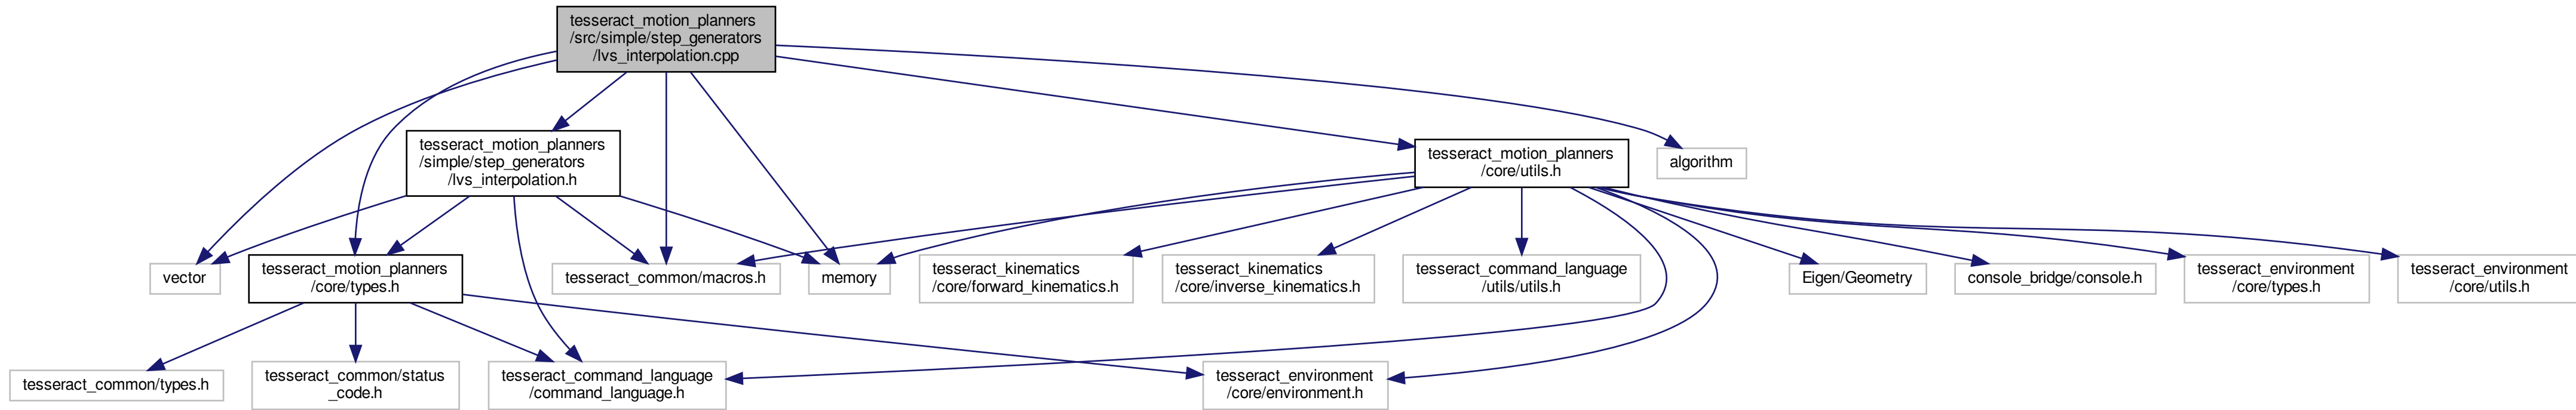 tesseract_motion_planners
/src/simple/step_generators
/lvs_interpolation.cpp
tesseract_motion_planners
/simple/step_generators
/lvs_interpolation.h
tesseract_motion_planners
/core/utils.h
algorithm
vector
tesseract_motion_planners
/core/types.h
tesseract_common/macros.h
memory
tesseract_kinematics
/core/forward_kinematics.h
tesseract_kinematics
/core/inverse_kinematics.h
tesseract_command_language
/utils/utils.h
Eigen/Geometry
console_bridge/console.h
tesseract_environment
/core/types.h
tesseract_environment
/core/utils.h
tesseract_common/types.h
tesseract_common/status
_code.h
tesseract_command_language
/command_language.h
tesseract_environment
/core/environment.h